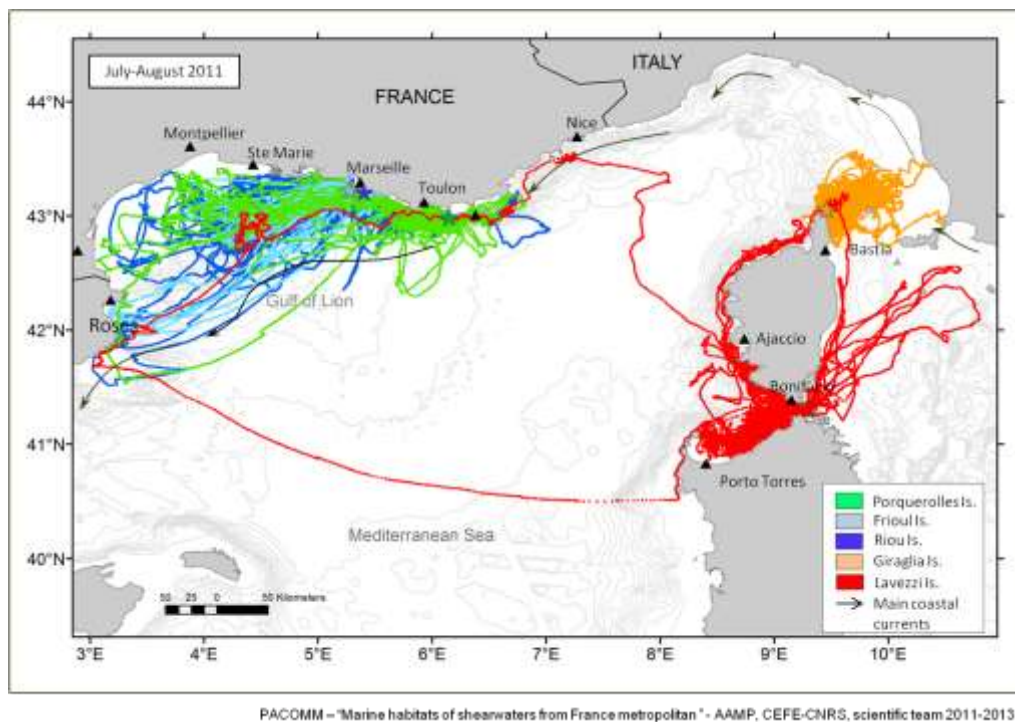 July-August 2011
ITALY
FRANCE
44°N
43°N
42°N
41°N
40°N
Montpellier
Ste Marie
Marseille
Toulon
Nice
Bastia
Gulf of Lion
Roses
Ajaccio
Porto Torres
Mediterranean Sea
50 25 0 50 Kilometers
Porquerolles Is.
Frioul Is.
Riou Is.
Giraglia Is.
Lavezzi Is.
Main coastal
currents
3°E 4°E 5°E 6°E 7°E 8°E 9°E 10°E
PACOMM – "Marine habitats of shearwaters from France metropolitan" - AAMP, CEFE-CNRS, scientific team 2011-2013